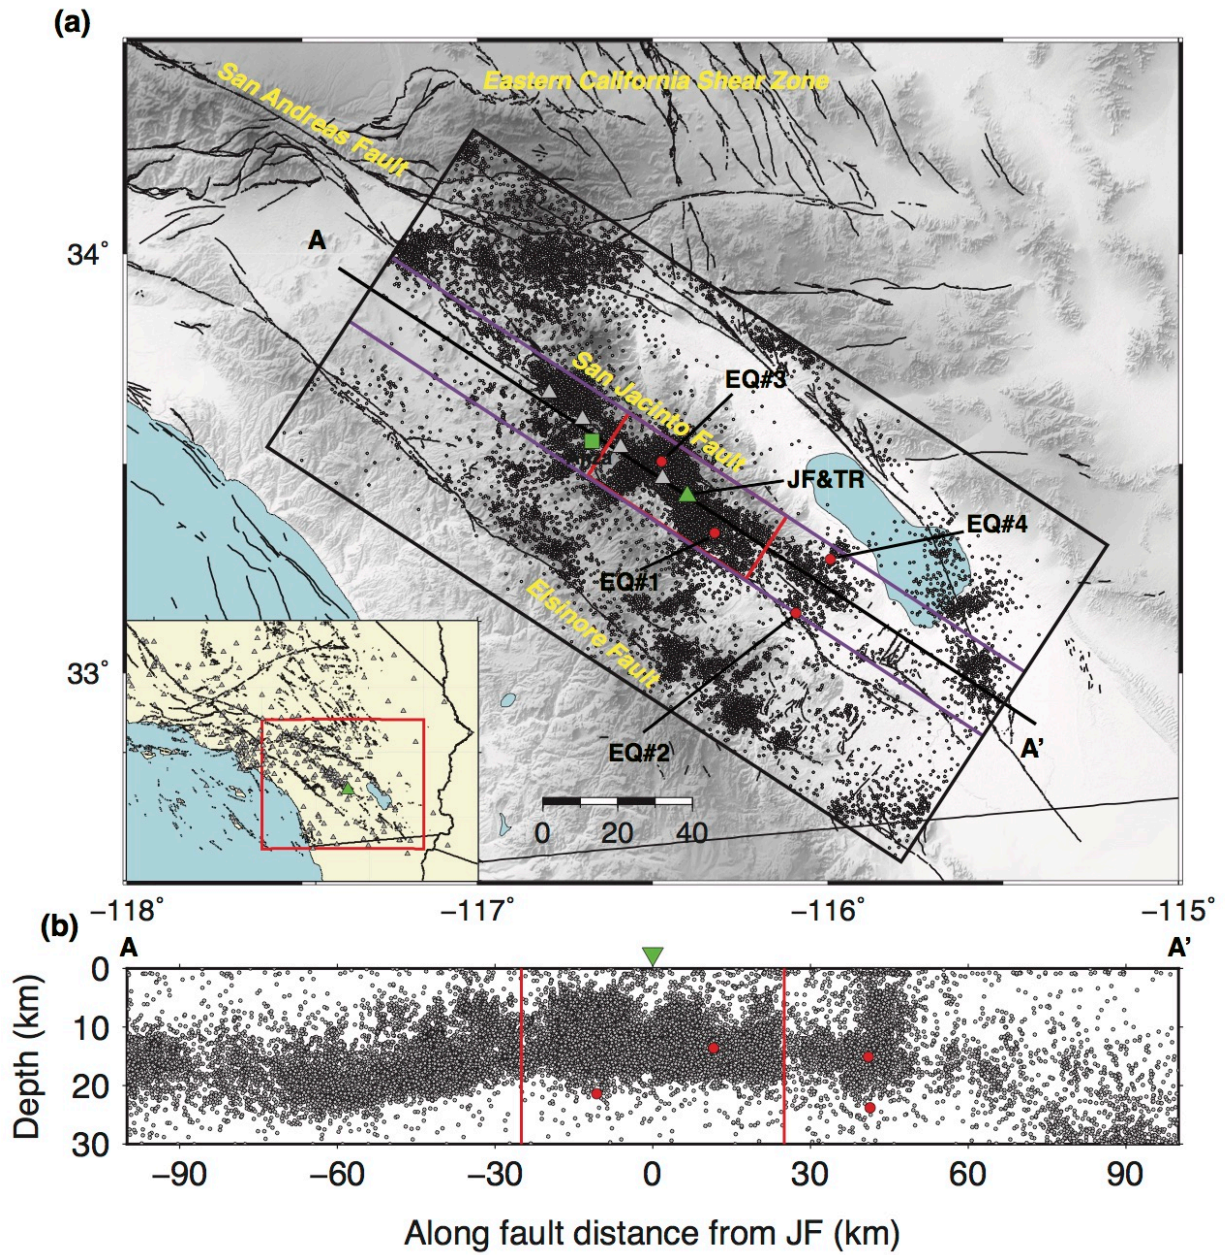 (a)
San Andreas Fault
Eastern California Shear Zone
A
34°
San Jacinto Fault
EQ#3
JF&TR
EQ#4
EQ#1
Elsinore Fault
33°
EQ#2
A'
0 20 40
−118° −117° −116° −115°
(b)
A A'
0
10
20
30
Depth (km)
−90 −60 −30 0 30 60 90
Along fault distance from JF (km)